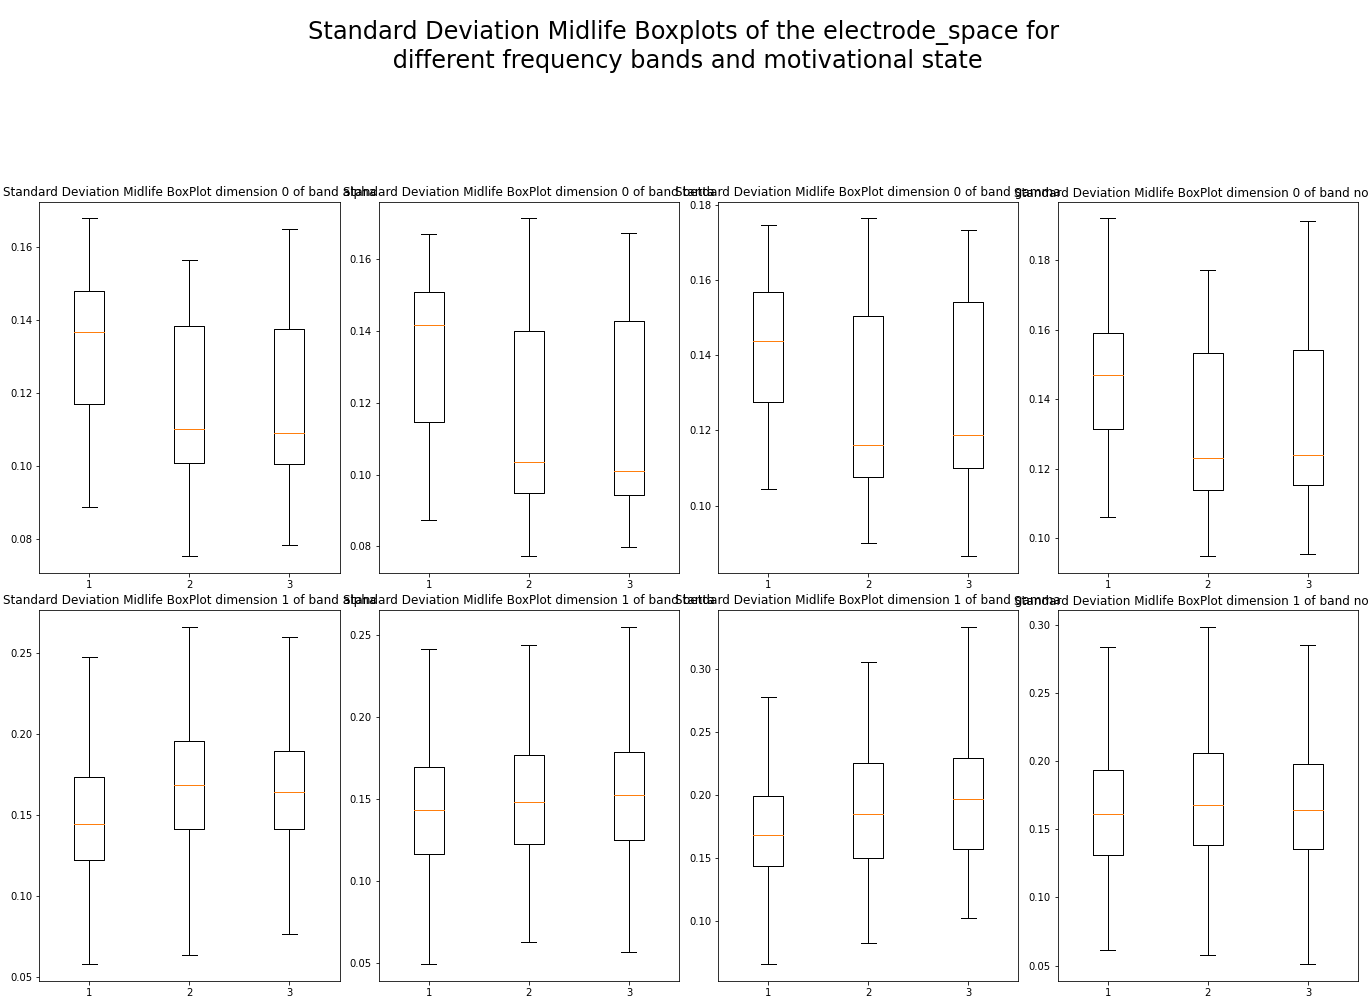 Standard Deviation Midlife Boxplots of the electrode_space for
different frequency bands and motivational state
Standard Deviation Midlife BoxPlot dimension 0 of band alpha
0.16
0.14
0.12
0.10
0.08
1 2 3
Standard Deviation Midlife BoxPlot dimension 0 of band betta
0.16
0.14
0.12
0.10
0.08
1 2 3
Standard Deviation Midlife BoxPlot dimension 0 of band gamma
0.18
0.16
0.14
0.12
0.10
1 2 3
Standard Deviation Midlife BoxPlot dimension 0 of band no
0.18
0.16
0.14
0.12
0.10
1 2 3
Standard Deviation Midlife BoxPlot dimension 1 of band alpha
0.25
0.20
0.15
0.10
0.05
1 2 3
Standard Deviation Midlife BoxPlot dimension 1 of band betta
0.25
0.20
0.15
0.10
0.05
1 2 3
Standard Deviation Midlife BoxPlot dimension 1 of band gamma
0.30
0.25
0.20
0.15
0.10
1 2 3
Standard Deviation Midlife BoxPlot dimension 1 of band no
0.30
0.25
0.20
0.15
0.10
0.05
1 2 3